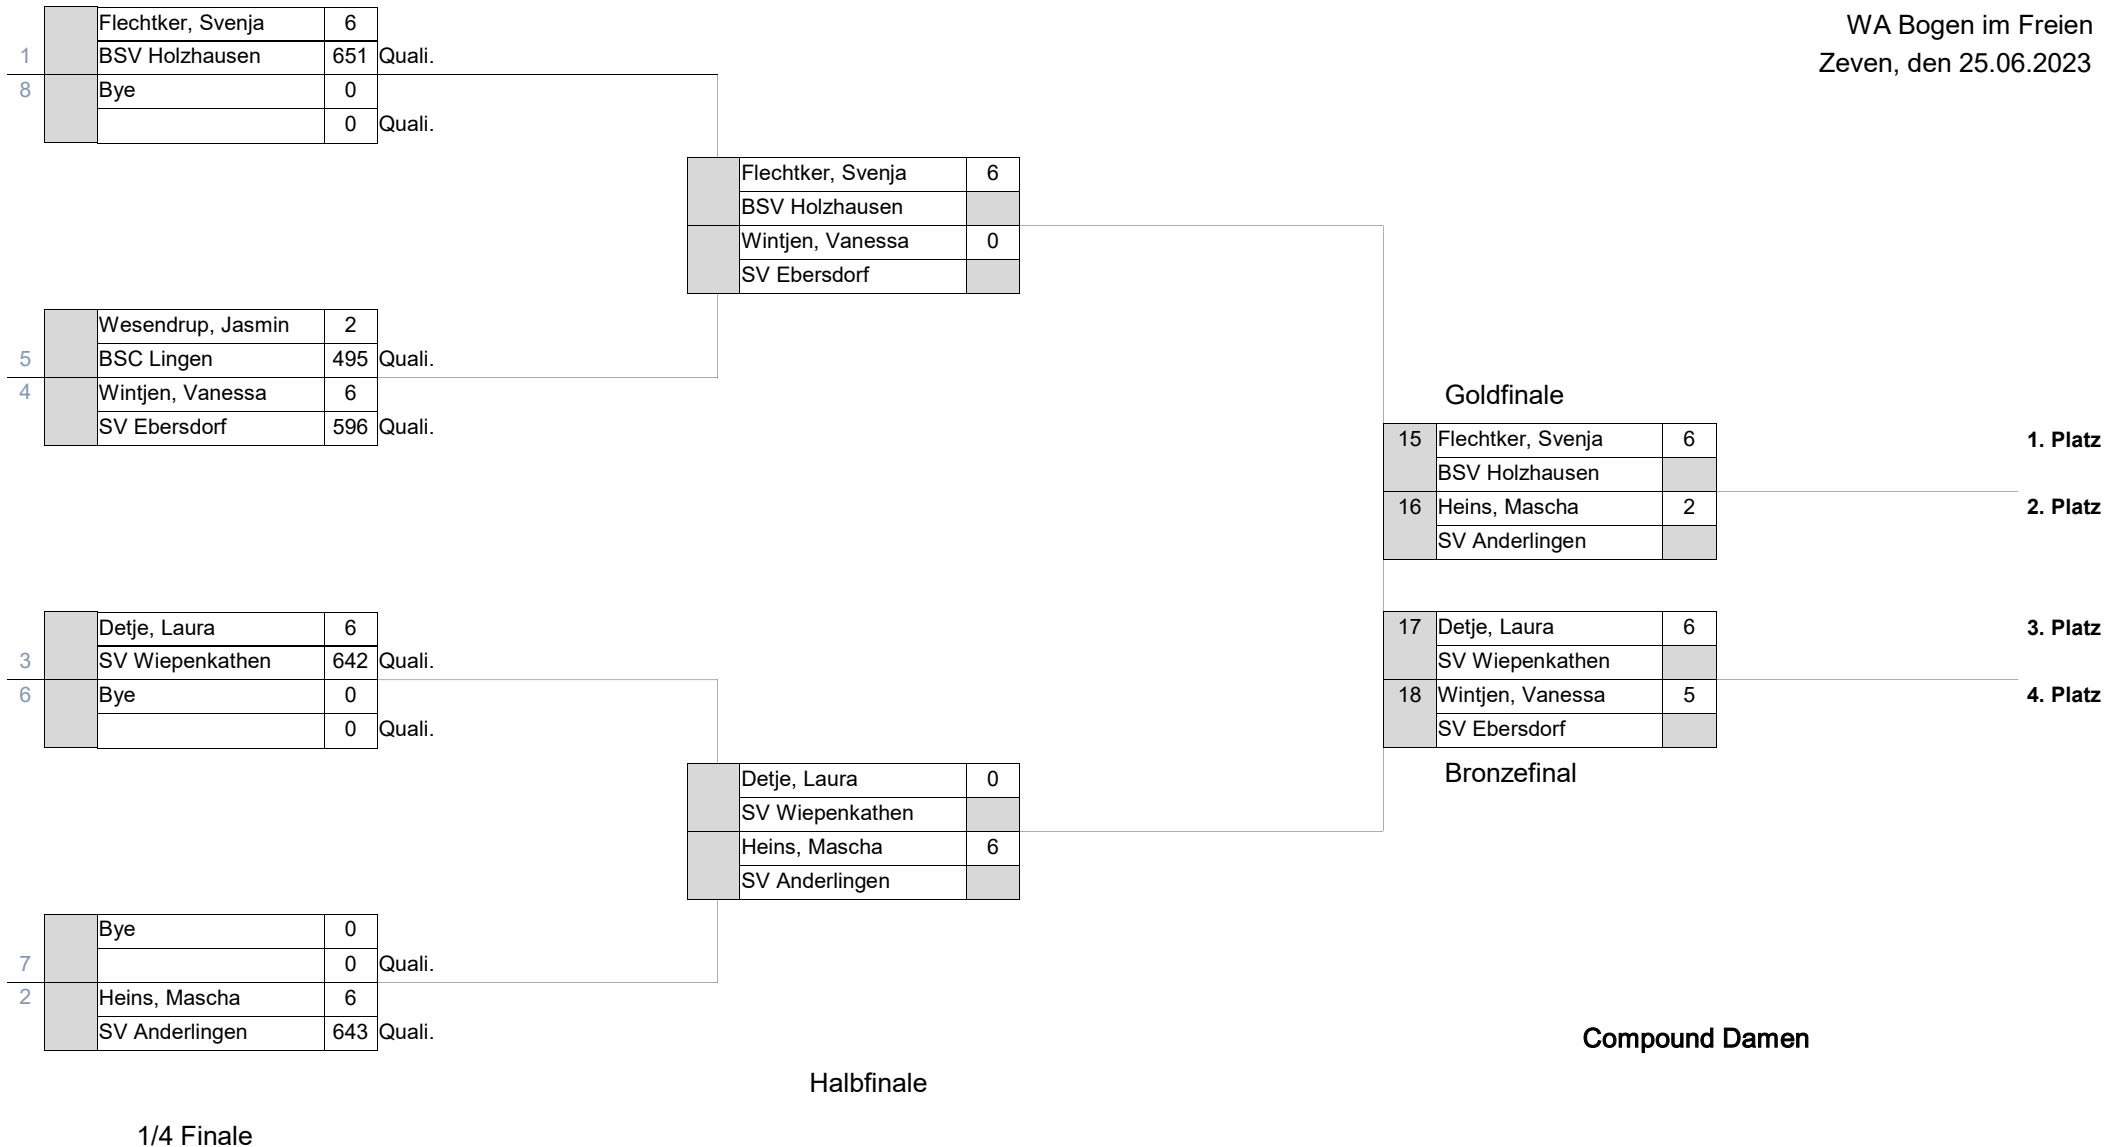 WA Bogen im Freien
Zeven, den 25.06.2023
Flechtker, Svenja 6
1 BSV Holzhausen 651 Quali.
8 Bye 0
0 Quali.
Flechtker, Svenja 6
BSV Holzhausen
Wintjen, Vanessa 0
SV Ebersdorf
Wesendrup, Jasmin 2
5 BSC Lingen 495 Quali.
4 Wintjen, Vanessa 6
SV Ebersdorf 596 Quali.
Goldfinale
15 Flechtker, Svenja 6 1. Platz
BSV Holzhausen
16 Heins, Mascha 2 2. Platz
SV Anderlingen
Detje, Laura 6
3 SV Wiepenkathen 642 Quali.
6 Bye 0
0 Quali.
17 Detje, Laura 6 3. Platz
SV Wiepenkathen
18 Wintjen, Vanessa 5 4. Platz
SV Ebersdorf
Bronzefinal
Detje, Laura 0
SV Wiepenkathen
Heins, Mascha 6
SV Anderlingen
Bye 0
7 0 Quali.
2 Heins, Mascha 6
SV Anderlingen 643 Quali.
Compound Damen
Halbfinale
1/4 Finale